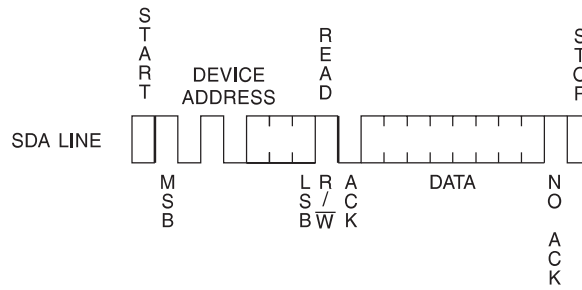 START
DEVICE
ADDRESS
READ
STOP
SDA LINE
MSB
LSB
R/W
ACK
DATA
NO ACK